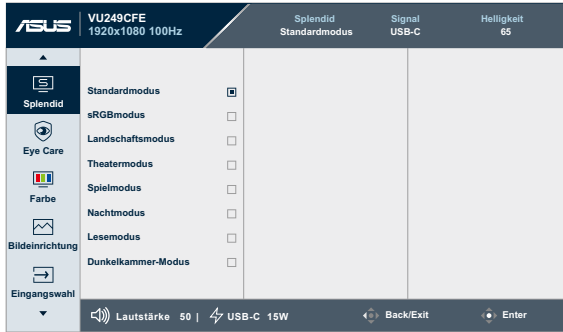 ASUS
VU249CFE
1920x1080 100Hz
Splendid
Standardmodus
Signal
USB-C
Helligkeit
65
Splendid
Eye Care
Farbe
Bildeinrichtung
Eingangswahl
Standardmodus
sRGBmodus
Landschaftsmodus
Theatermodus
Spielmodus
Nachtmodus
Lesemodus
Dunkelkammer-Modus
Lautstärke 50 | USB-C 15W
Back/Exit
Enter